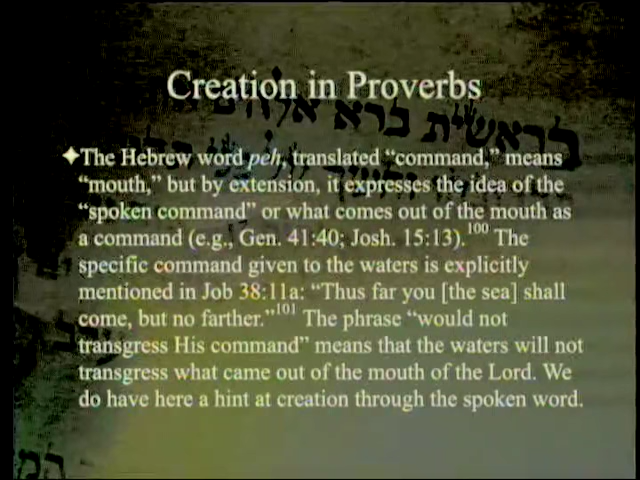 Creation in Proverbs
בראשית ברא אלהים
✦The Hebrew word peh, translated “command,” means
“mouth,” but by extension, it expresses the idea of the
“spoken command” or what comes out of the mouth as
a command (e.g., Gen. 41:40; Josh. 15:13).100 The
specific command given to the waters is explicitly
mentioned in Job 38:11a: “Thus far you [the sea] shall
come, but no farther.”101 The phrase “would not
transgress His command” means that the waters will not
transgress what came out of the mouth of the Lord. We
do have here a hint at creation through the spoken word.